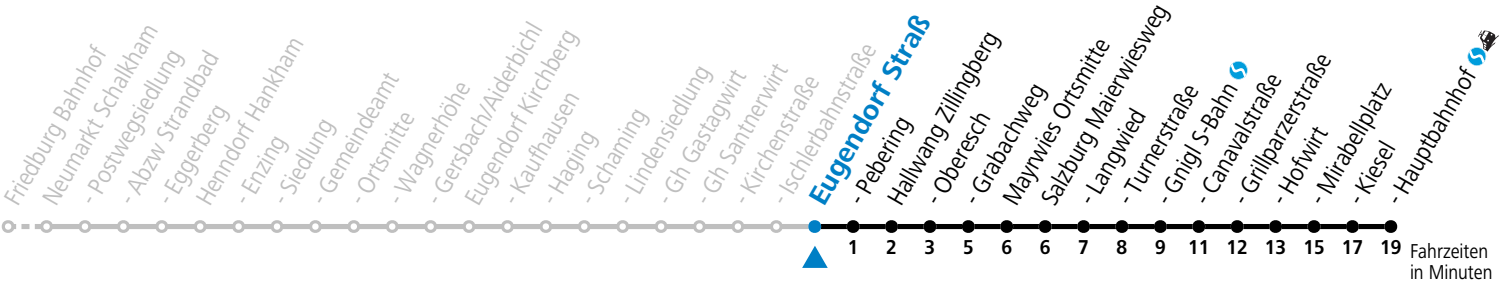 Friedburg Bahnhof
Neumarkt Schalkham
- Postwegsiedlung
- Abzw Strandbad
- Eggerberg
Henndorf Hankham
- Enzing
- Siedlung
- Gemeindeamt
- Ortsmitte
- Wagnerhöhe
- Gersbach/Aiderbichl
Eugendorf Kirchberg
- Kaufhausen
- Haging
- Schaming
- Lindensiedlung
- Gh Gastagwirt
- Gh Santnerwirt
- Kirchenstraße
- Ischlerbahnstraße
Eugendorf Straß
- Pebering
Hallwang Zillingberg
- Oberesch
- Grabachweg
Mayrwies Ortsmitte
Salzburg Maierwiesweg
- Langwied
- Turnerstraße
- Gnigl S-Bahn
- Canavalstraße
- Grillparzerstraße
- Hofwirt
- Mirabellplatz
- Kiesel
- Hauptbahnhof
1 2 3 5 6 6 7 8 9 11 12 13 15 17 19 Fahrzeiten
in Minuten